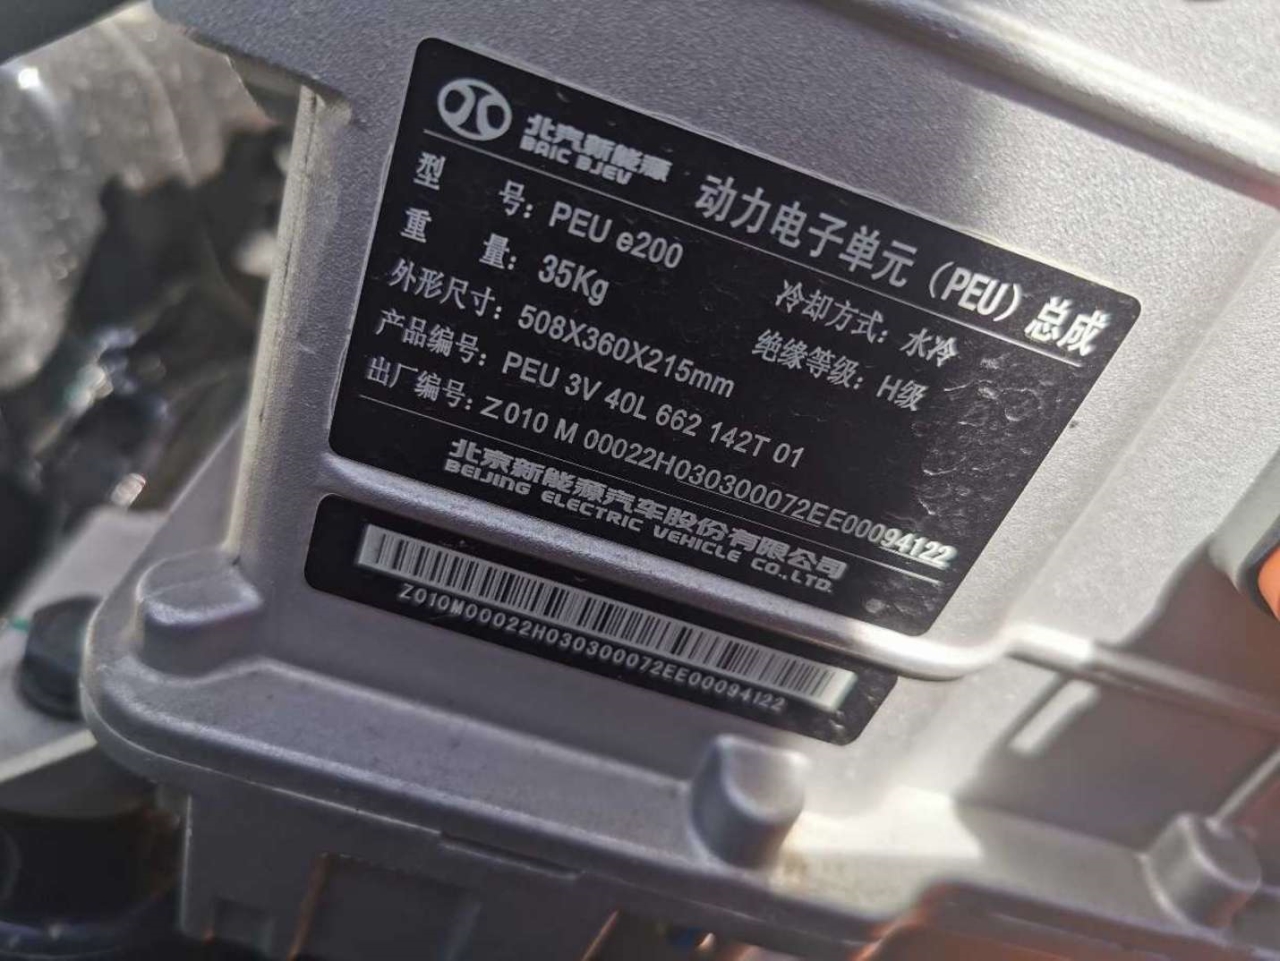 北汽新能源
BAIC BJEV
动力电子单元（PEU）总成
型 号：PEU e200
冷却方式：水冷
重 量：35Kg
绝缘等级：H级
外形尺寸：508X360X215mm
产品编号：PEU 3V 40L 662 142T 01
出厂编号：Z010 M 00022H030300072EE00094122
北京新能源汽车股份有限公司
BEIJING ELECTRIC VEHICLE CO.,LTD.
Z010M00022H030300072EE00094122